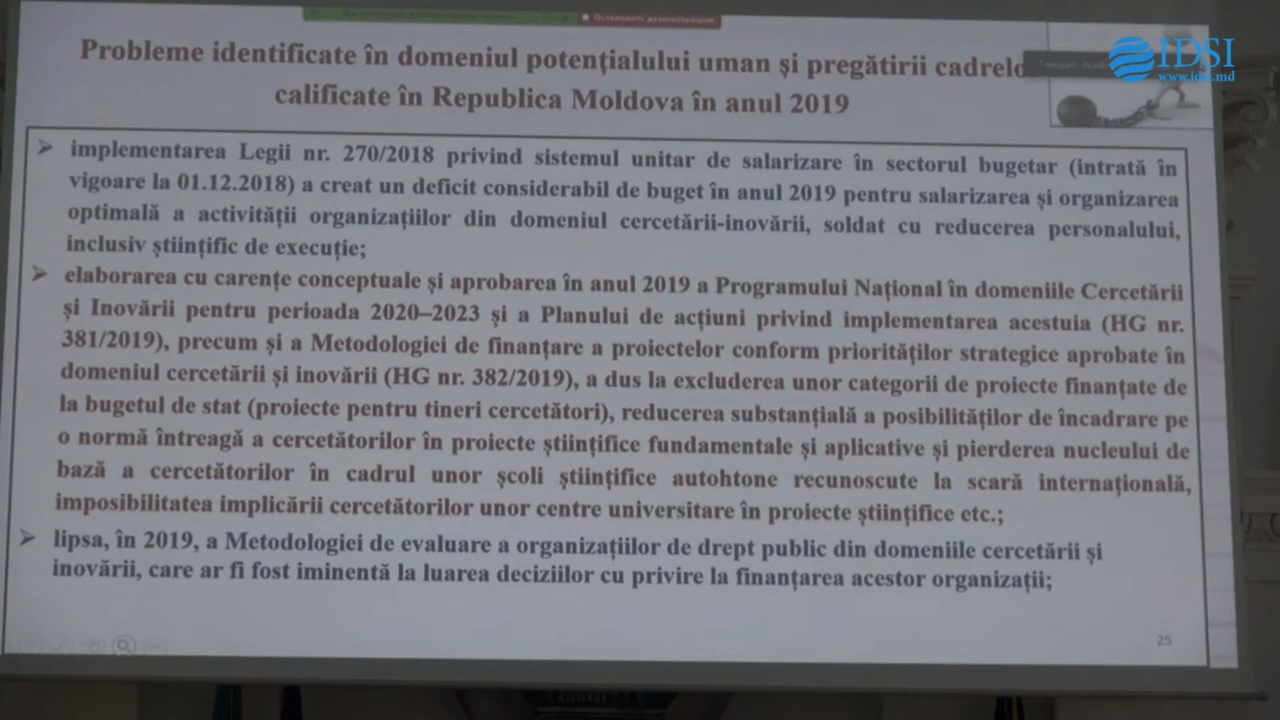 Остановить демонстрацию
Probleme identificate în domeniul potențialului uman și pregătirii cadrelo
calificate în Republica Moldova în anul 2019
IDSI
www.idsi.md
➢ implementarea Legii nr. 270/2018 privind sistemul unitar de salarizare în sectorul bugetar (intrată în
vigoare la 01.12.2018) a creat un deficit considerabil de buget în anul 2019 pentru salarizarea și organizarea
optimală a activității organizațiilor din domeniul cercetării-inovării, soldat cu reducerea personalului,
inclusiv științific de execuție;
➢ elaborarea cu carențe conceptuale și aprobarea în anul 2019 a Programului Național în domeniile Cercetării
și Inovării pentru perioada 2020–2023 și a Planului de acțiuni privind implementarea acestuia (HG nr.
381/2019), precum și a Metodologiei de finanțare a proiectelor conform priorităților strategice aprobate în
domeniul cercetării și inovării (HG nr. 382/2019), a dus la excluderea unor categorii de proiecte finanțate de
la bugetul de stat (proiecte pentru tineri cercetători), reducerea substanțială a posibilităților de încadrare pe
o normă întreagă a cercetătorilor în proiecte științifice fundamentale și aplicative și pierderea nucleului de
bază a cercetătorilor în cadrul unor școli științifice autohtone recunoscute la scară internațională,
imposibilitatea implicării cercetătorilor unor centre universitare în proiecte științifice etc.;
➢ lipsa, în 2019, a Metodologiei de evaluare a organizațiilor de drept public din domeniile cercetării și
inovării, care ar fi fost iminentă la luarea deciziilor cu privire la finanțarea acestor organizații;
25